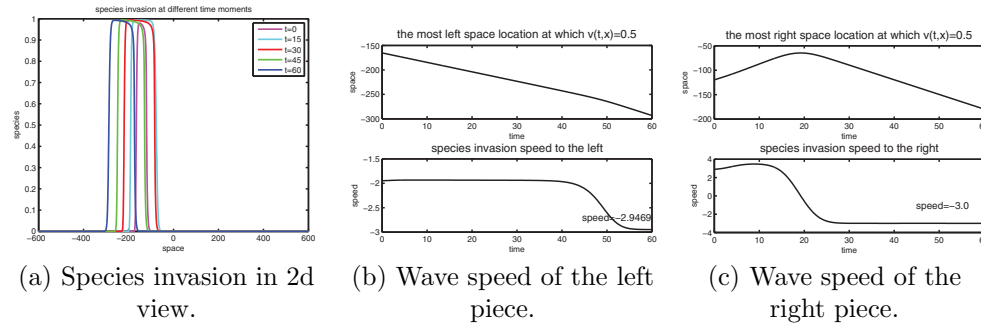 species invasion at different time moments
1
0.9
0.8
0.7
0.6
0.5
0.4
0.3
0.2
0.1
0
species
−600
−400
−200
0
200
400
600
space
t=0
t=15
t=30
t=45
t=60
(a) Species invasion in 2d view.
the most left space location at which v(t,x)=0.5
−150
−200
−250
−300
space
0
10
20
30
40
50
60
time
species invasion speed to the left
−1.5
−2
−2.5
−3
speed
speed=−2.9469
0
10
20
30
40
50
60
time
(b) Wave speed of the left piece.
the most right space location at which v(t,x)=0.5
−50
−100
−150
−200
space
0
10
20
30
40
50
60
time
species invasion speed to the right
4
2
0
−2
−4
speed
speed=−3.0
0
10
20
30
40
50
60
time
(c) Wave speed of the right piece.